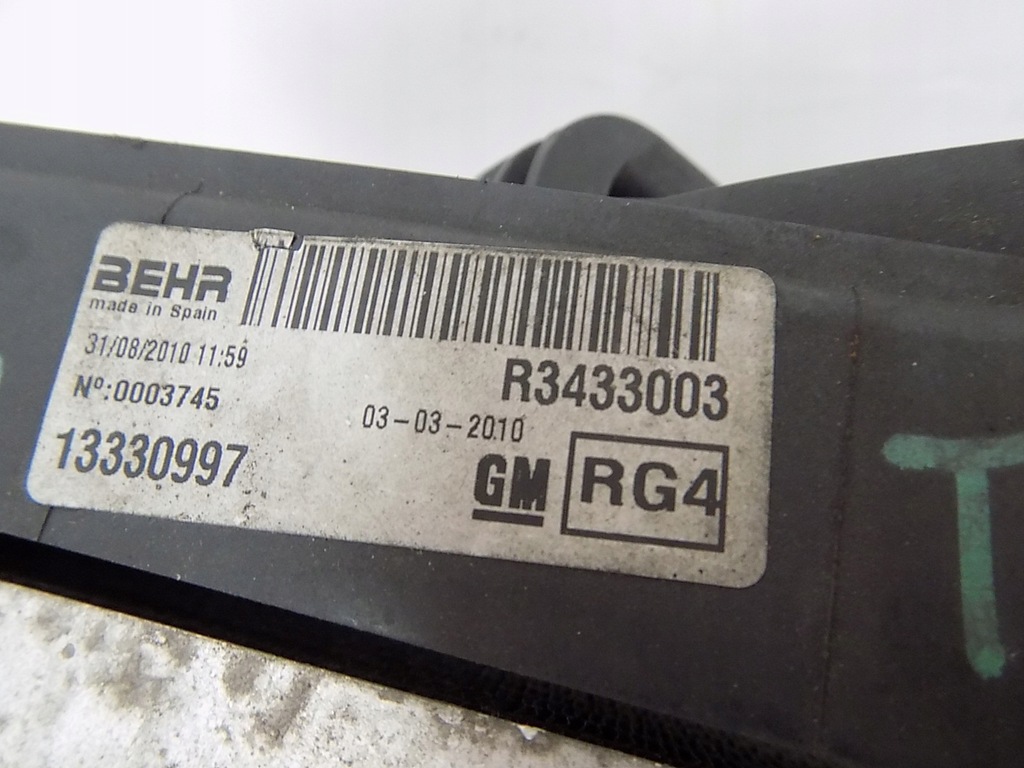 BEHR
made in Spain
31/08/2010 11:59
Nº:0003745
13330997
R3433003
03-03-2010
GM
RG4
T